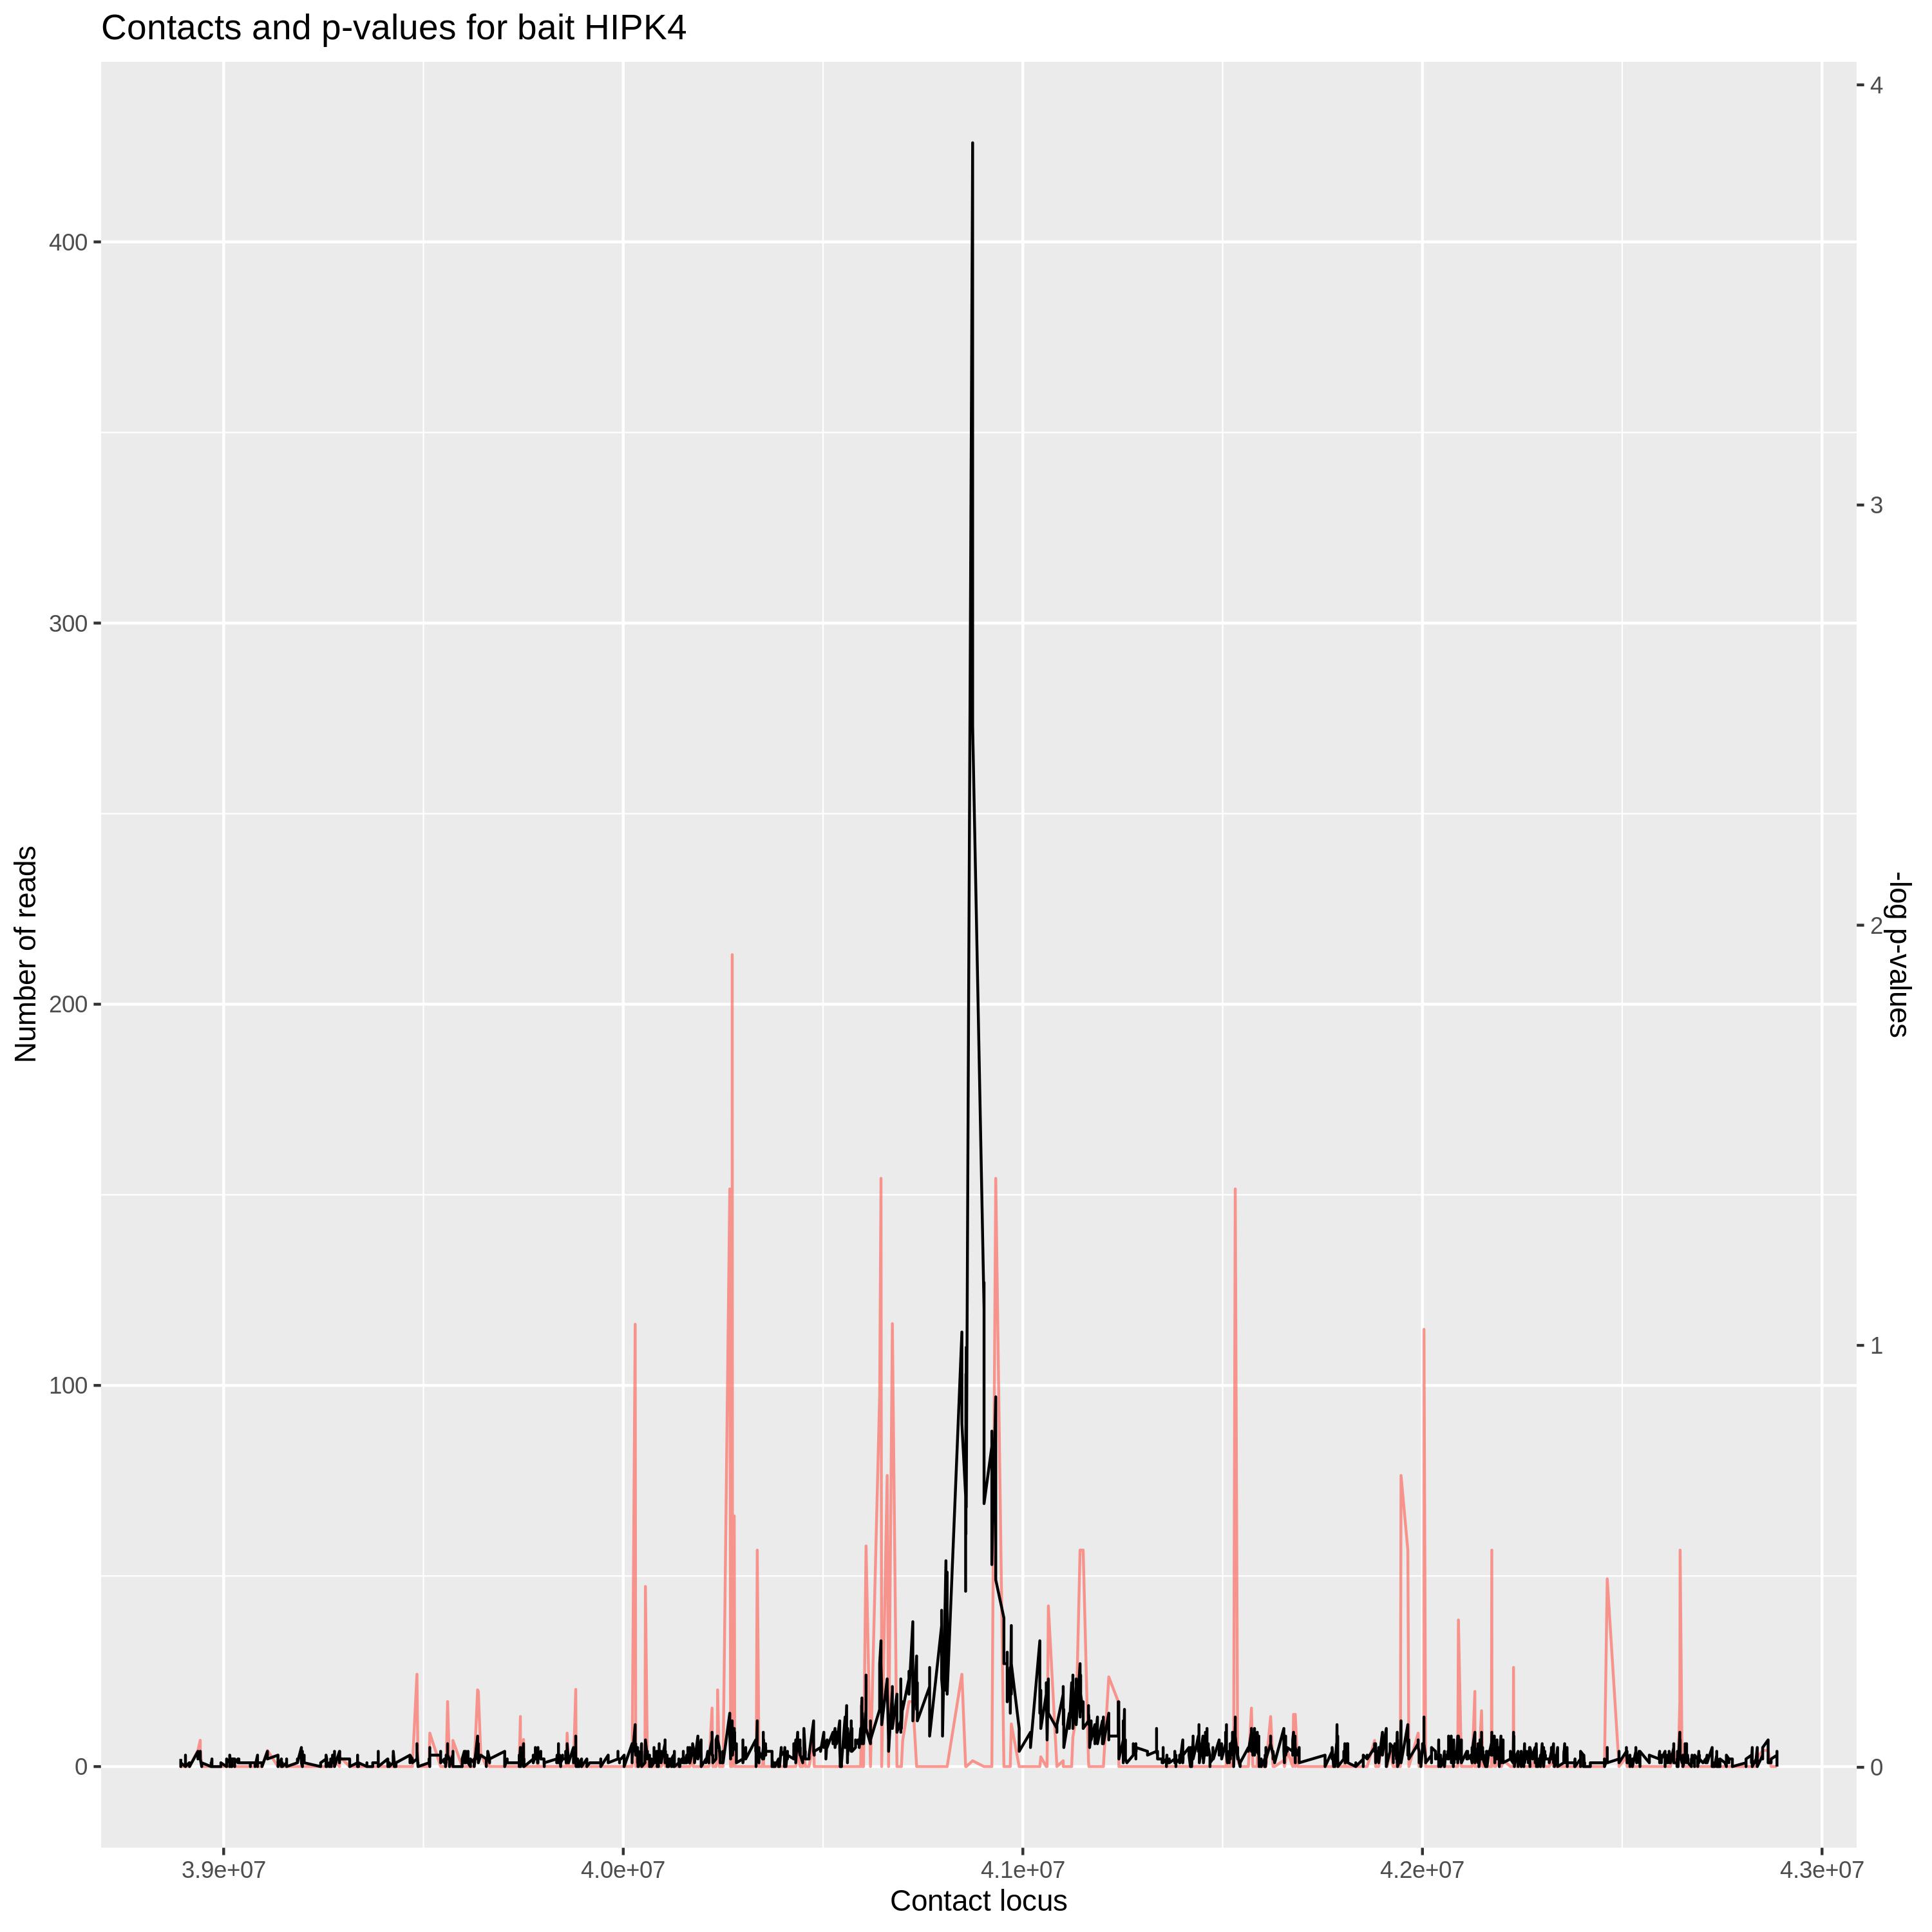 Contacts and p-values for bait HIPK4
Number of reads
400
300
200
100
0
4
3
2
1
0
-log p-values
3.9e+07
4.0e+07
4.1e+07
4.2e+07
4.3e+07
Contact locus